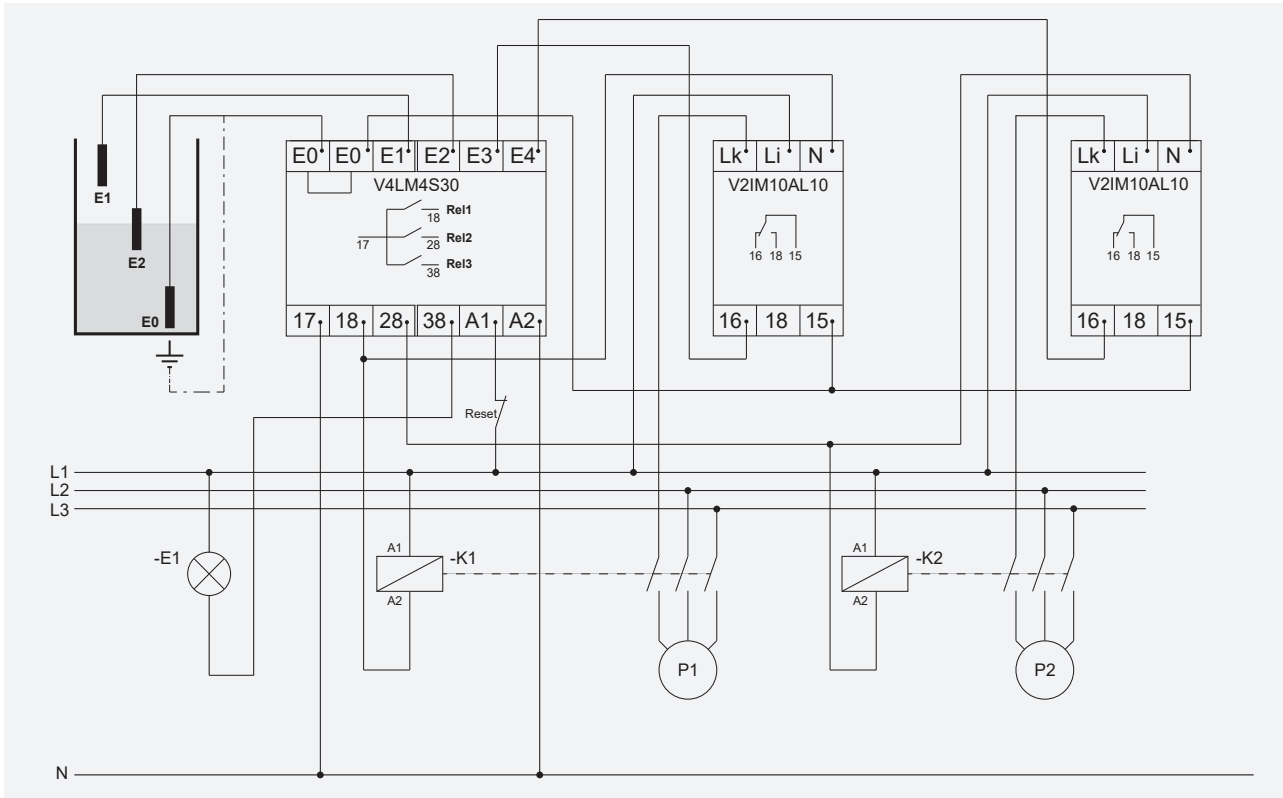 E0 E0 E1 E2 E3 E4
V4LM4S30
17
18 Rel1
28 Rel2
38 Rel3
17 18 28 38 A1 A2
Lk Li N
V2IM10AL10
16 18 15
16 18 15
Lk Li N
V2IM10AL10
16 18 15
16 18 15
E1
E2
E0
Reset
L1
L2
L3
-E1
A1
-K1
A2
P1
A1
-K2
A2
P2
N